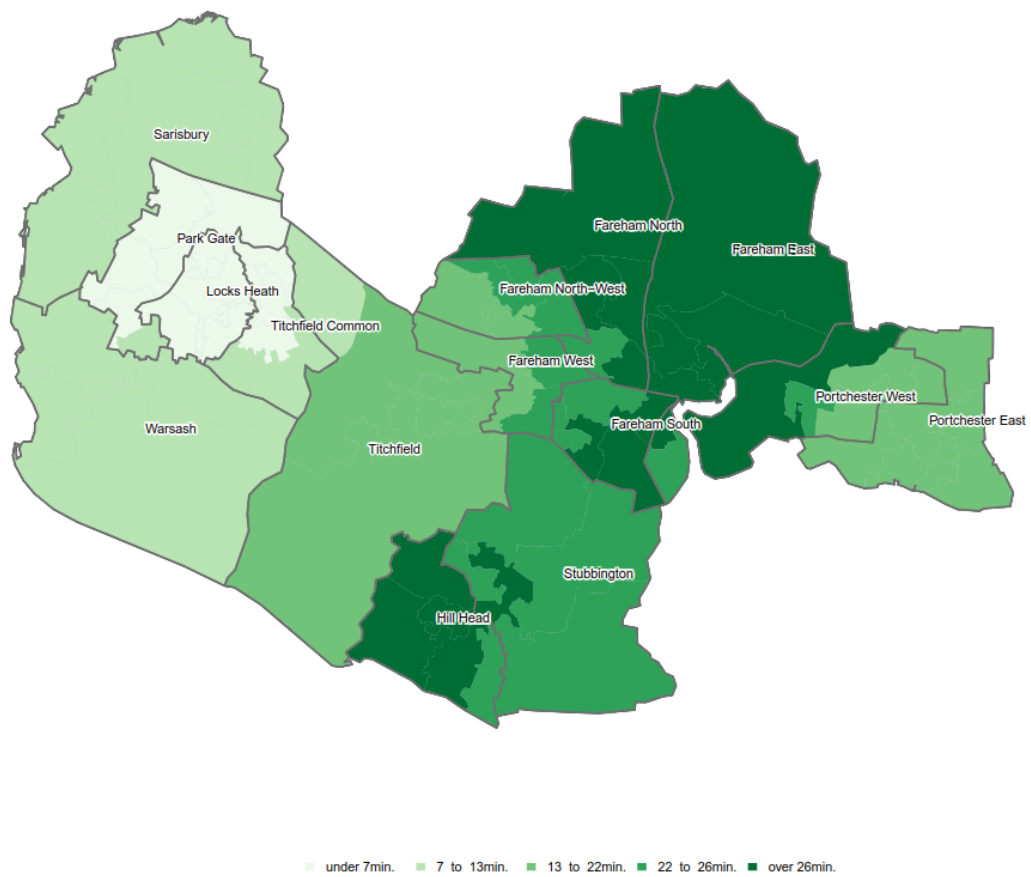 Sarisbury
Fareham North
Park Gate
Fareham East
Locks Heath
Fareham North-West
Titchfield Common
Fareham West
Portchester West
Portchester East
Warsash
Fareham South
Titchfield
Stubbington
Hill Head
under 7min. 7 to 13min. 13 to 22min. 22 to 26min. over 26min.